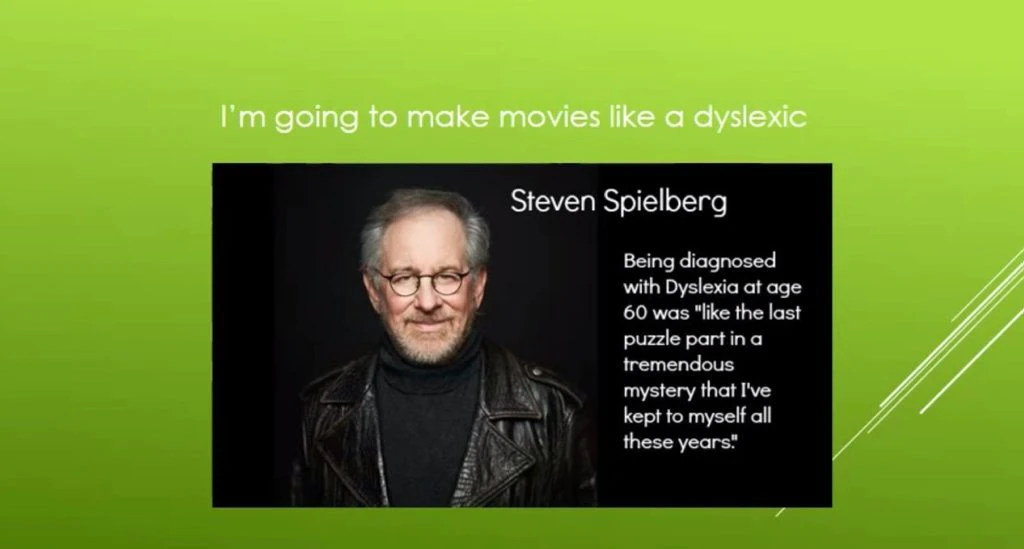 I'm going to make movies like a dyslexic
Steven Spielberg
Being diagnosed
with Dyslexia at age
60 was "like the last
puzzle part in a
tremendous
mystery that I've
kept to myself all
these years."